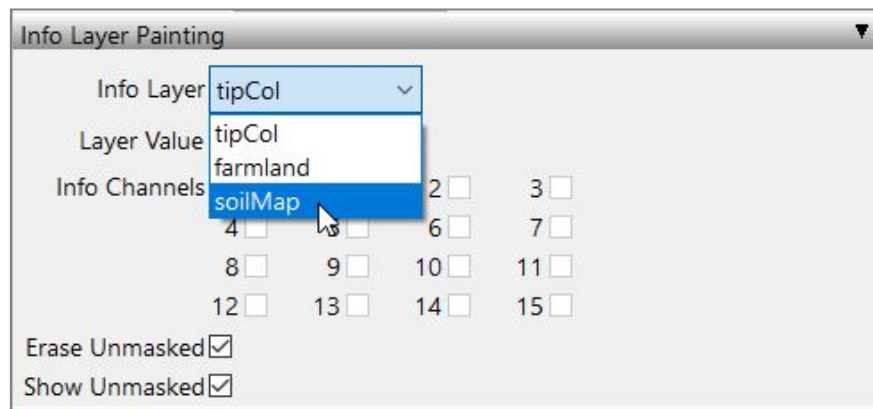 Info Layer Painting
Info Layer tipCol
Layer Value tipCol
farmland
Info Channels soilMap 2 3
4 6 7
8 9 10 11
12 13 14 15
Erase Unmasked
Show Unmasked